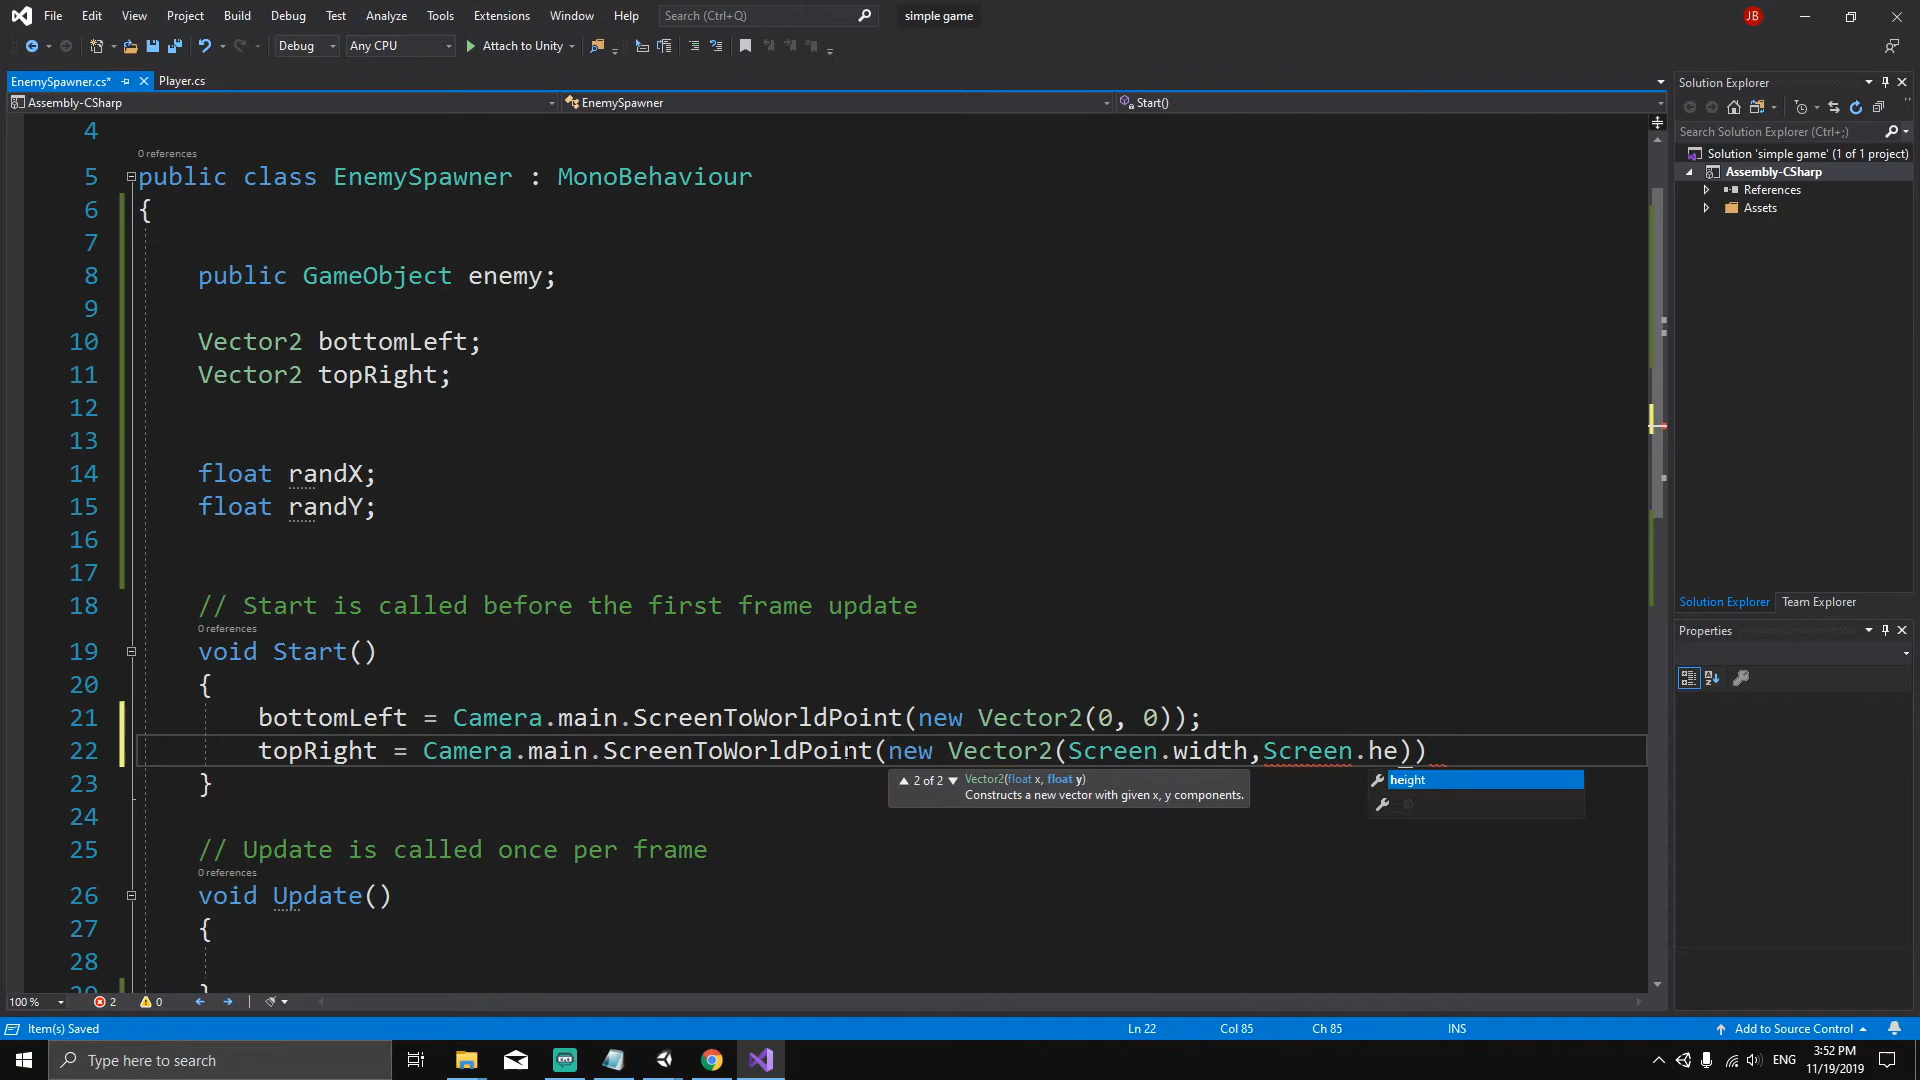 File Edit View Project Build Debug Test Analyze Tools Extensions Window Help Search (Ctrl+Q) simple game JB
Debug Any CPU Attach to Unity
EnemySpawner.cs* Player.cs
Assembly-CSharp EnemySpawner Start()
4
0 references
5 public class EnemySpawner : MonoBehaviour
6 {
7
8 public GameObject enemy;
9
10 Vector2 bottomLeft;
11 Vector2 topRight;
12
13
14 float randX;
15 float randY;
16
17
18 // Start is called before the first frame update
0 references
19 void Start()
20 {
21 bottomLeft = Camera.main.ScreenToWorldPoint(new Vector2(0, 0));
22 topRight = Camera.main.ScreenToWorldPoint(new Vector2(Screen.width,Screen.he))
2 of 2 Vector2(float x, float y)
Constructs a new vector with given x, y components.
height
23 }
24
25 // Update is called once per frame
0 references
26 void Update()
27 {
28
29 }
100 % 2 0
Item(s) Saved Ln 22 Col 85 Ch 85 INS Add to Source Control
Solution Explorer
Search Solution Explorer (Ctrl+;)
Solution 'simple game' (1 of 1 project)
Assembly-CSharp
References
Assets
Solution Explorer Team Explorer
Properties
Type here to search ENG 3:52 PM
11/19/2019